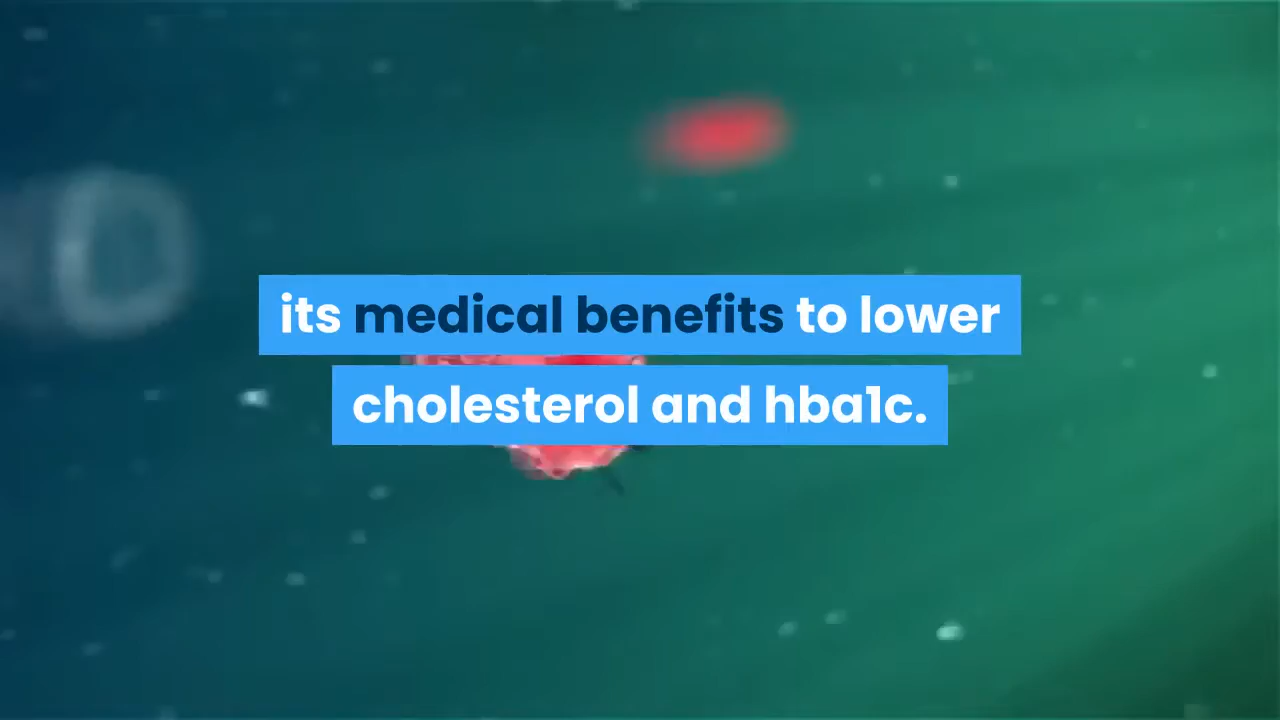 its medical benefits to lower
cholesterol and hba1c.